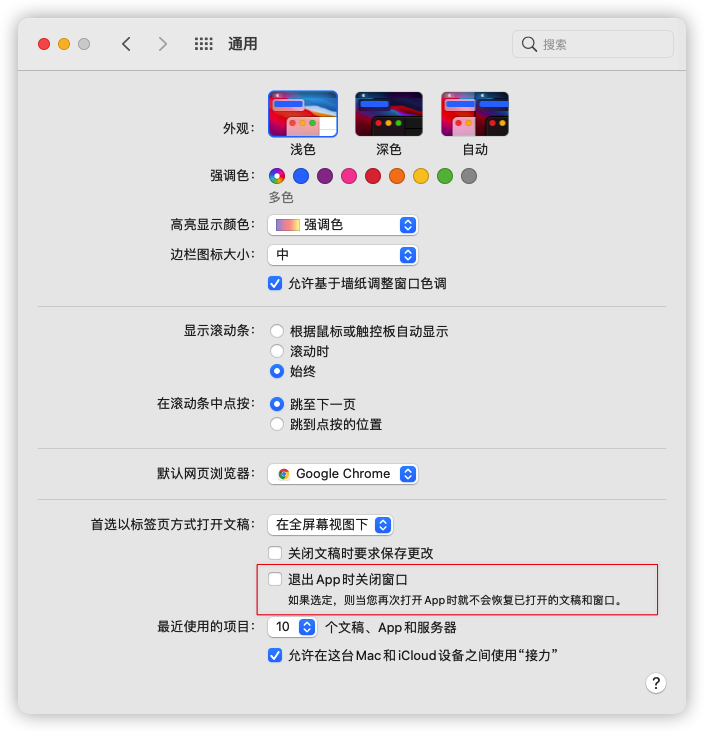 通用
搜索
外观：
浅色 深色 自动
强调色：
多色
高亮显示颜色： 强调色
边栏图标大小： 中
允许基于墙纸调整窗口色调
显示滚动条： 根据鼠标或触控板自动显示
滚动时
始终
在滚动条中点按： 跳至下一页
跳到点按的位置
默认网页浏览器： Google Chrome
首选以标签页方式打开文稿： 在全屏幕视图下
关闭文稿时要求保存更改
退出 App 时关闭窗口
如果选定，则当您再次打开 App 时就不会恢复已打开的文稿和窗口。
最近使用的项目： 10 个文稿、App 和服务器
允许在这台 Mac 和 iCloud 设备之间使用“接力”
?